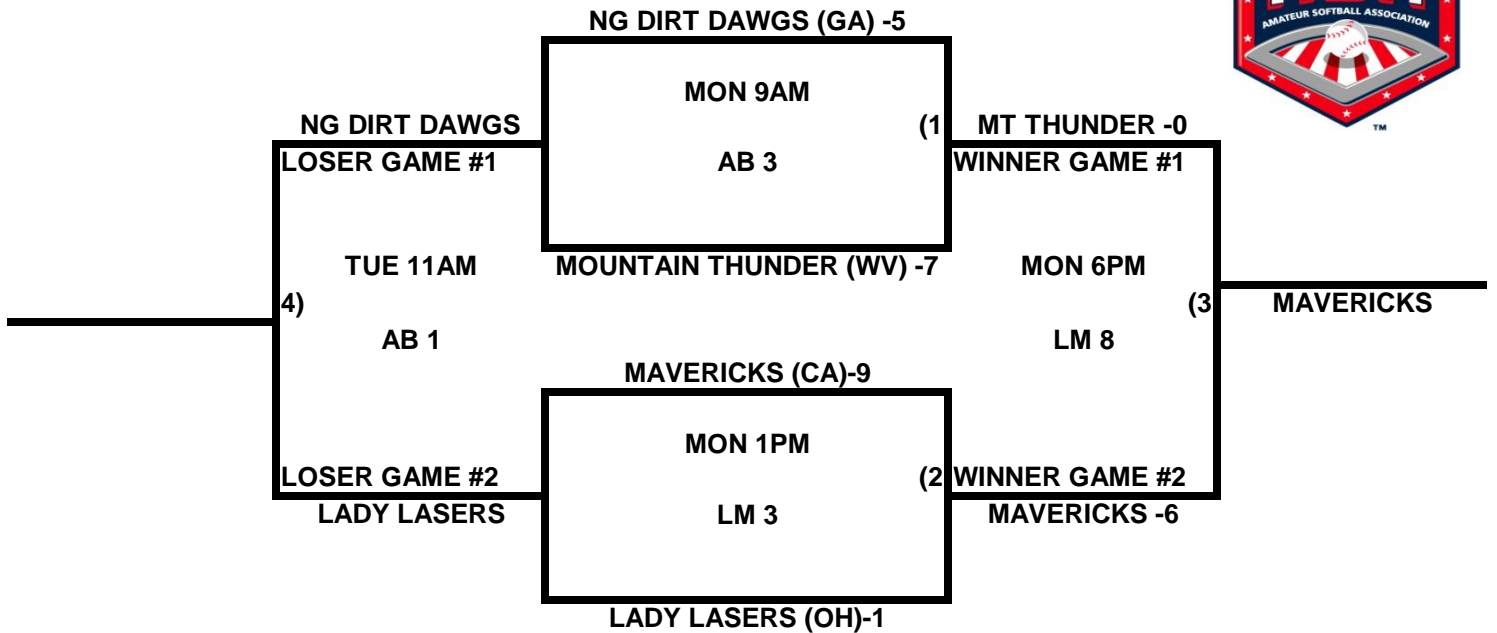 AMATEUR SOFTBALL ASSOCIATION
TM
NG DIRT DAWGS (GA) -5
MON 9AM
NG DIRT DAWGS
(1
MT THUNDER -0
LOSER GAME #1
AB 3
WINNER GAME #1
TUE 11AM
MOUNTAIN THUNDER (WV) -7
MON 6PM
4)
(3
MAVERICKS
AB 1
LM 8
MAVERICKS (CA)-9
MON 1PM
LOSER GAME #2
(2
WINNER GAME #2
LADY LASERS
LM 3
MAVERICKS -6
LADY LASERS (OH)-1